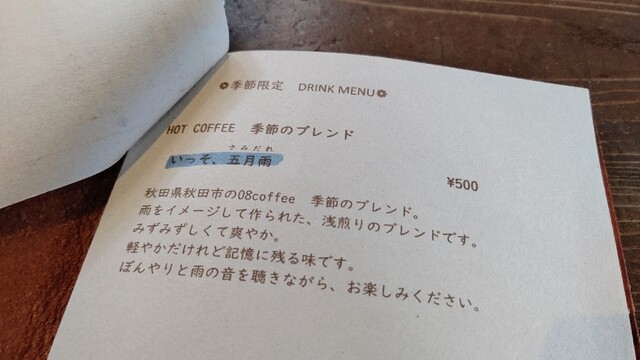 ❁季節限定 DRINK MENU❁
HOT COFFEE 季節のブレンド
さみだれ
いっそ、五月雨
¥500
秋田県秋田市の08coffee 季節のブレンド。
雨をイメージして作られた、浅煎りのブレンドです。
みずみずしくて爽やか。
軽やかだけれど記憶に残る味です。
ぼんやりと雨の音を聴きながら、お楽しみください。